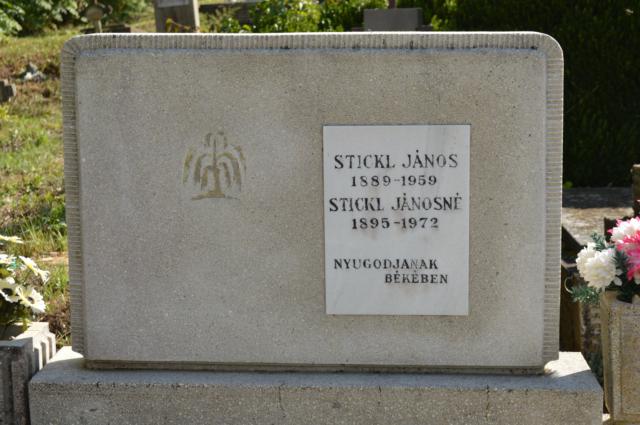 STICKL JÁNOS
1889-1959
STICKL JÁNOSNÉ
1895-1972
NYUGODJANAK
BÉKÉBEN